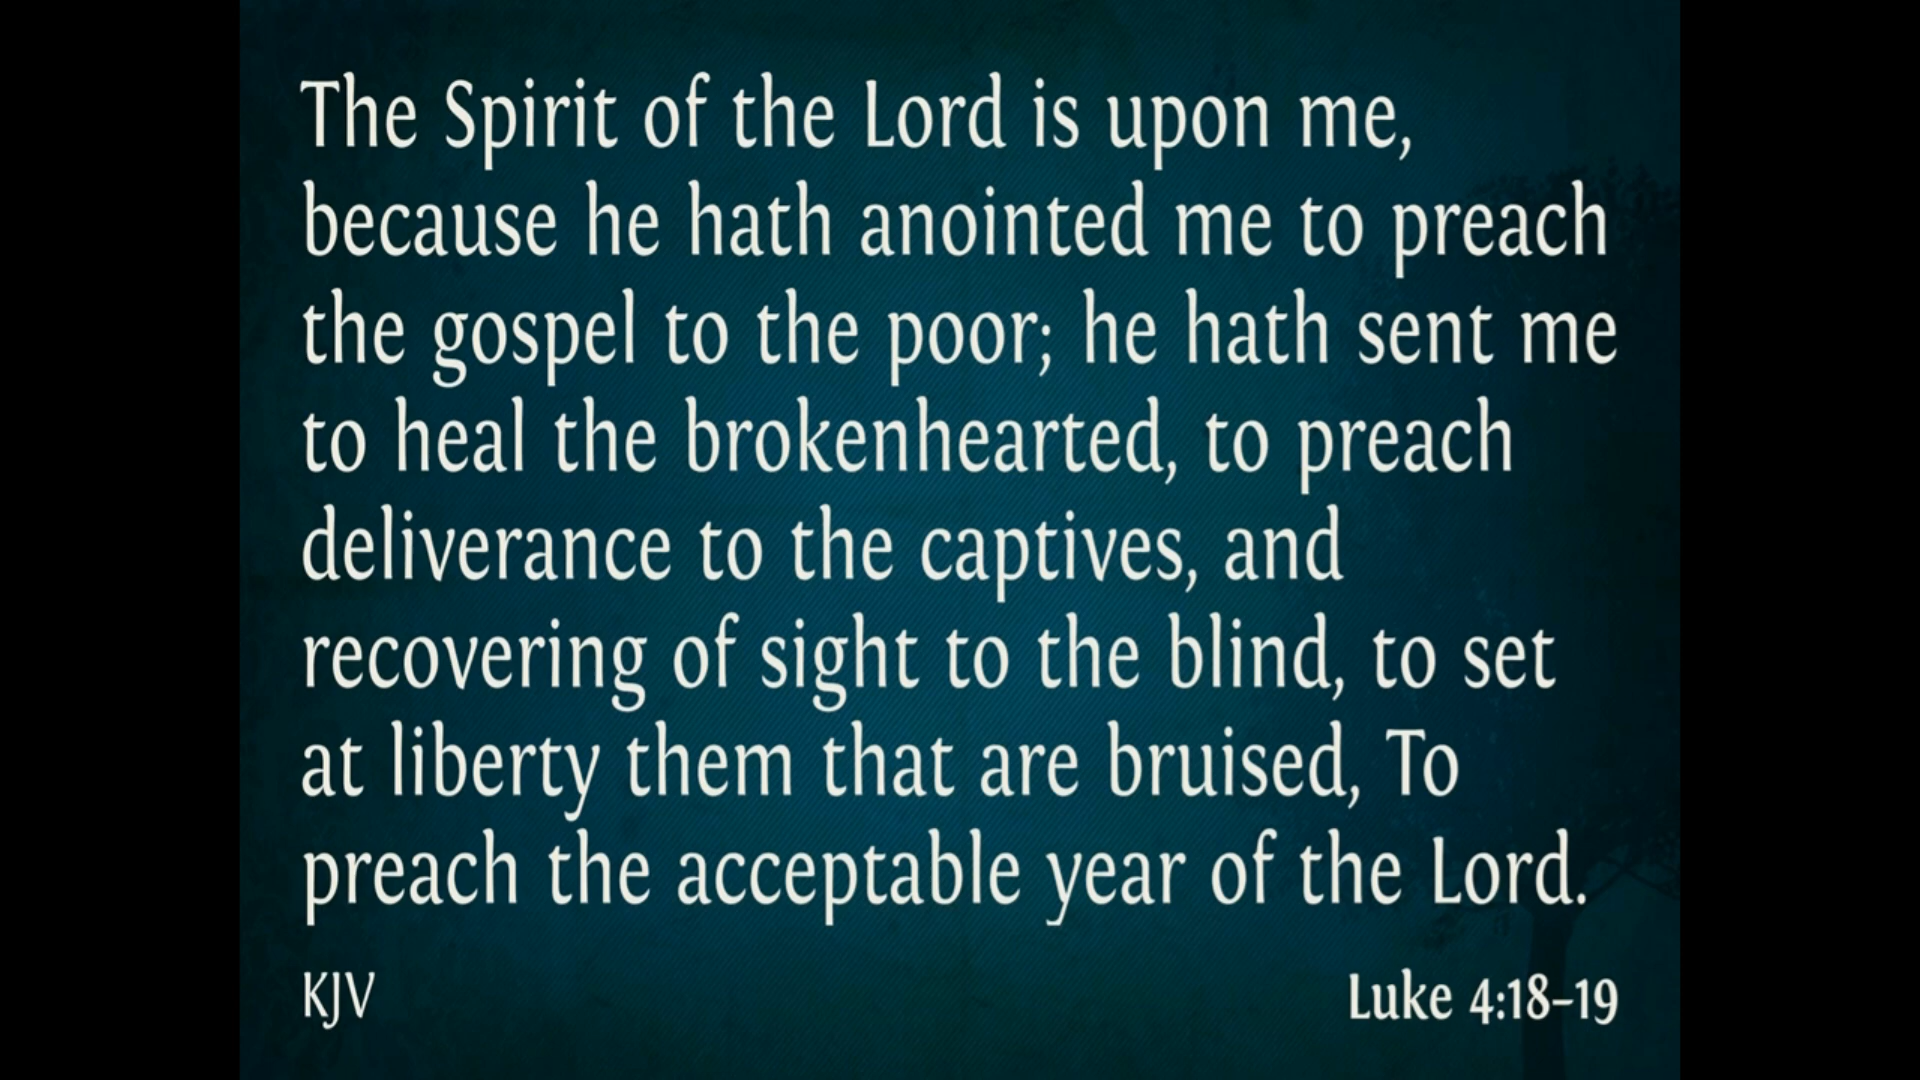 The Spirit of the Lord is upon me,
because he hath anointed me to preach
the gospel to the poor; he hath sent me
to heal the brokenhearted, to preach
deliverance to the captives, and
recovering of sight to the blind, to set
at liberty them that are bruised, To
preach the acceptable year of the Lord.
KJV
Luke 4:18–19